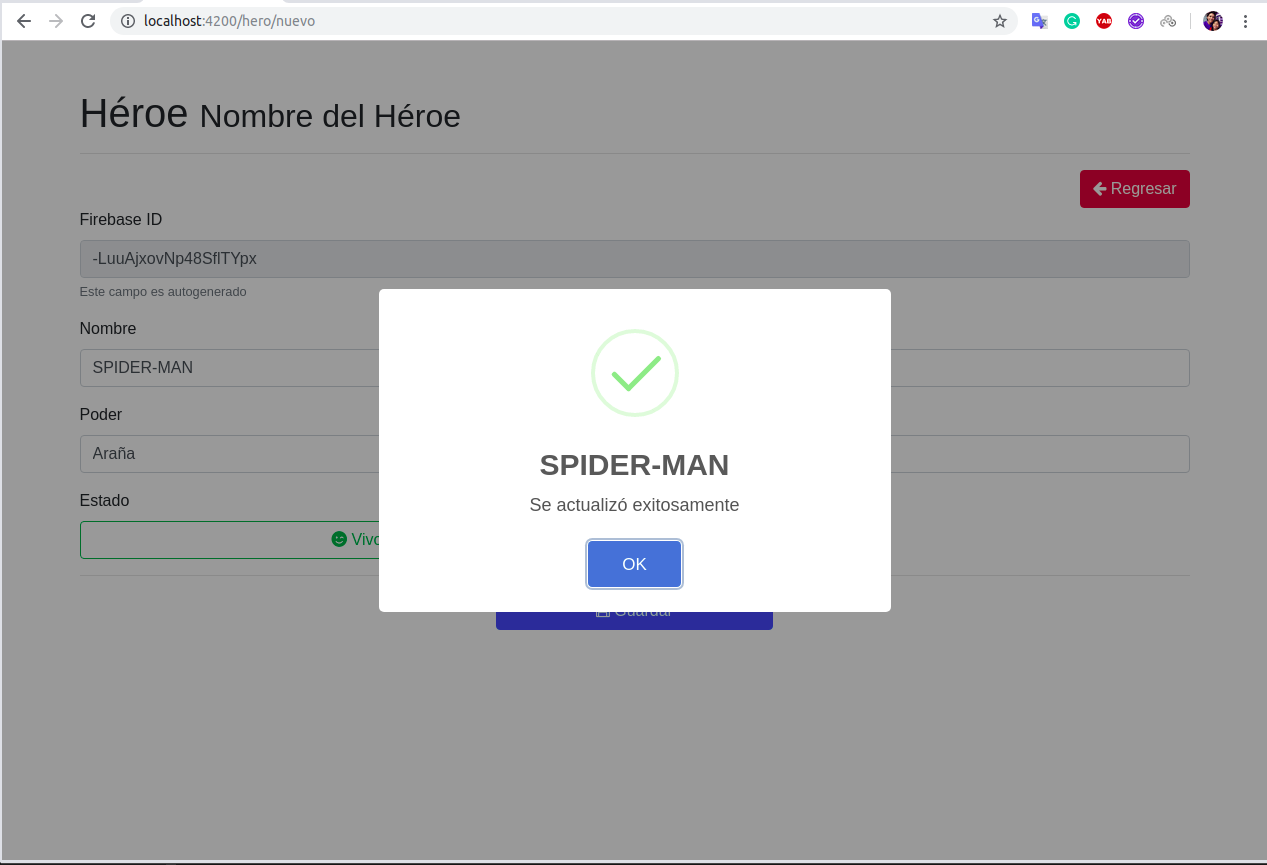 localhost:4200/hero/nuevo
YAB
Héroe Nombre del Héroe
Regresar
Firebase ID
-LuuAjxovNp48SflTYpx
Este campo es autogenerado
Nombre
SPIDER-MAN
Poder
Araña
Estado
Vivo
SPIDER-MAN
Se actualizó exitosamente
OK
Guardar